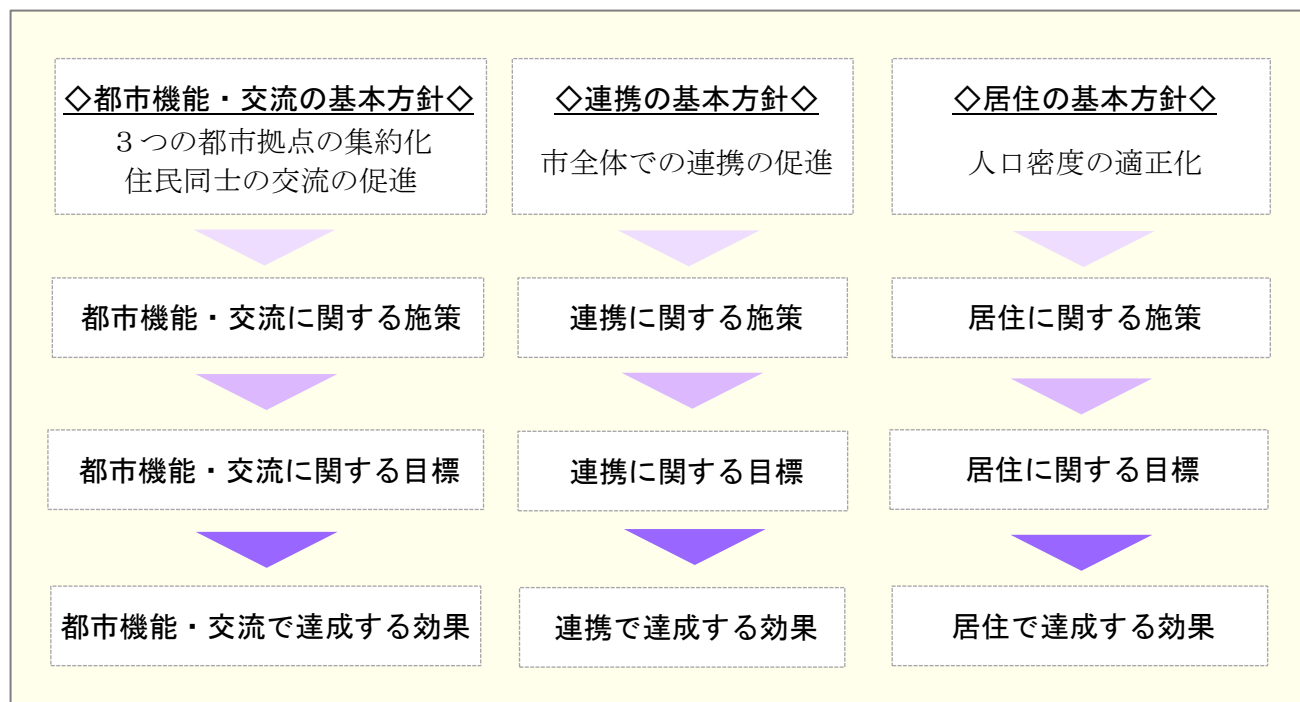 ◇都市機能・交流の基本方針◇
３つの都市拠点の集約化
住民同士の交流の促進
◇連携の基本方針◇
市全体での連携の促進
◇居住の基本方針◇
人口密度の適正化
都市機能・交流に関する施策
連携に関する施策
居住に関する施策
都市機能・交流に関する目標
連携に関する目標
居住に関する目標
都市機能・交流で達成する効果
連携で達成する効果
居住で達成する効果